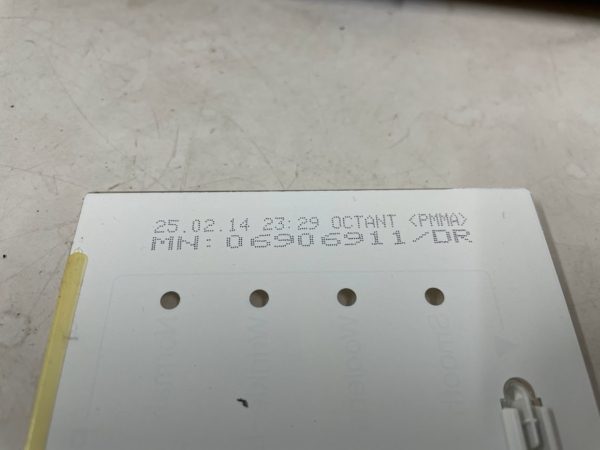 25.02.14 23:29 OCTANT <PMMA>
MN: 06906911/DR